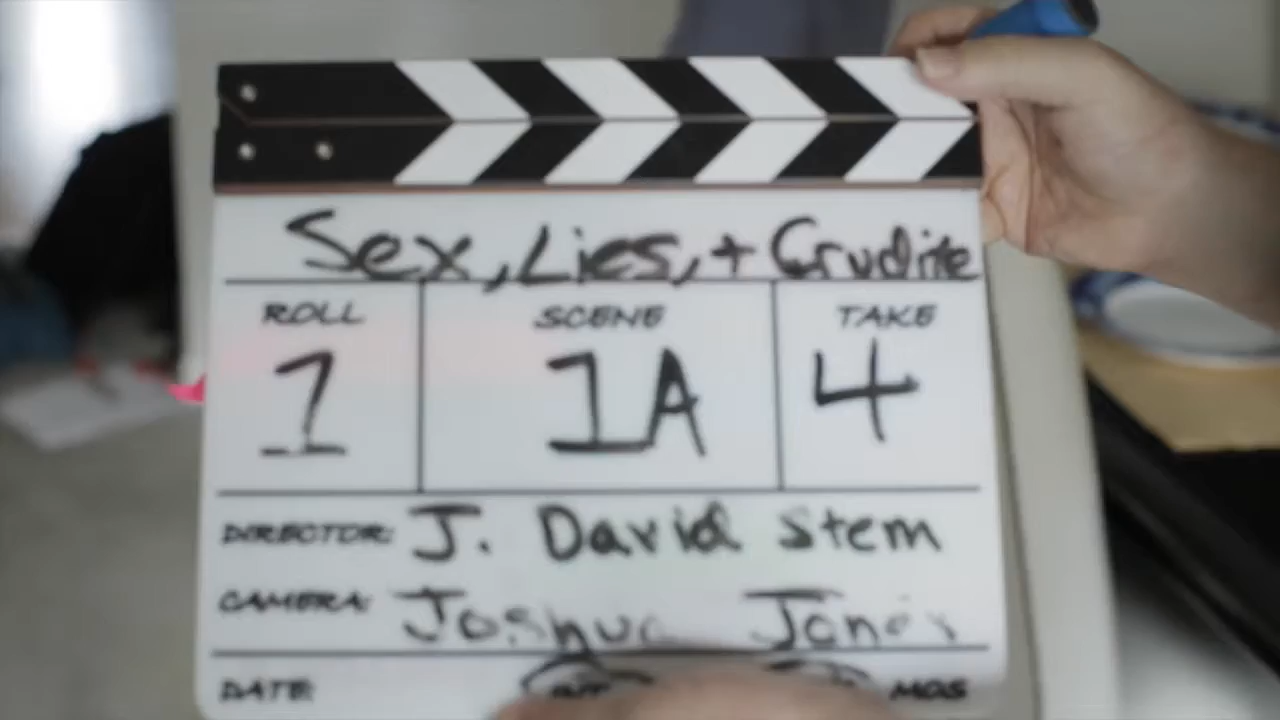 Sex, Lies, + Crudite
ROLL SCENE TAKE
1 1A 4
DIRECTOR: J. David Stem
CAMERA: Joshua Jones
DATE: MOS